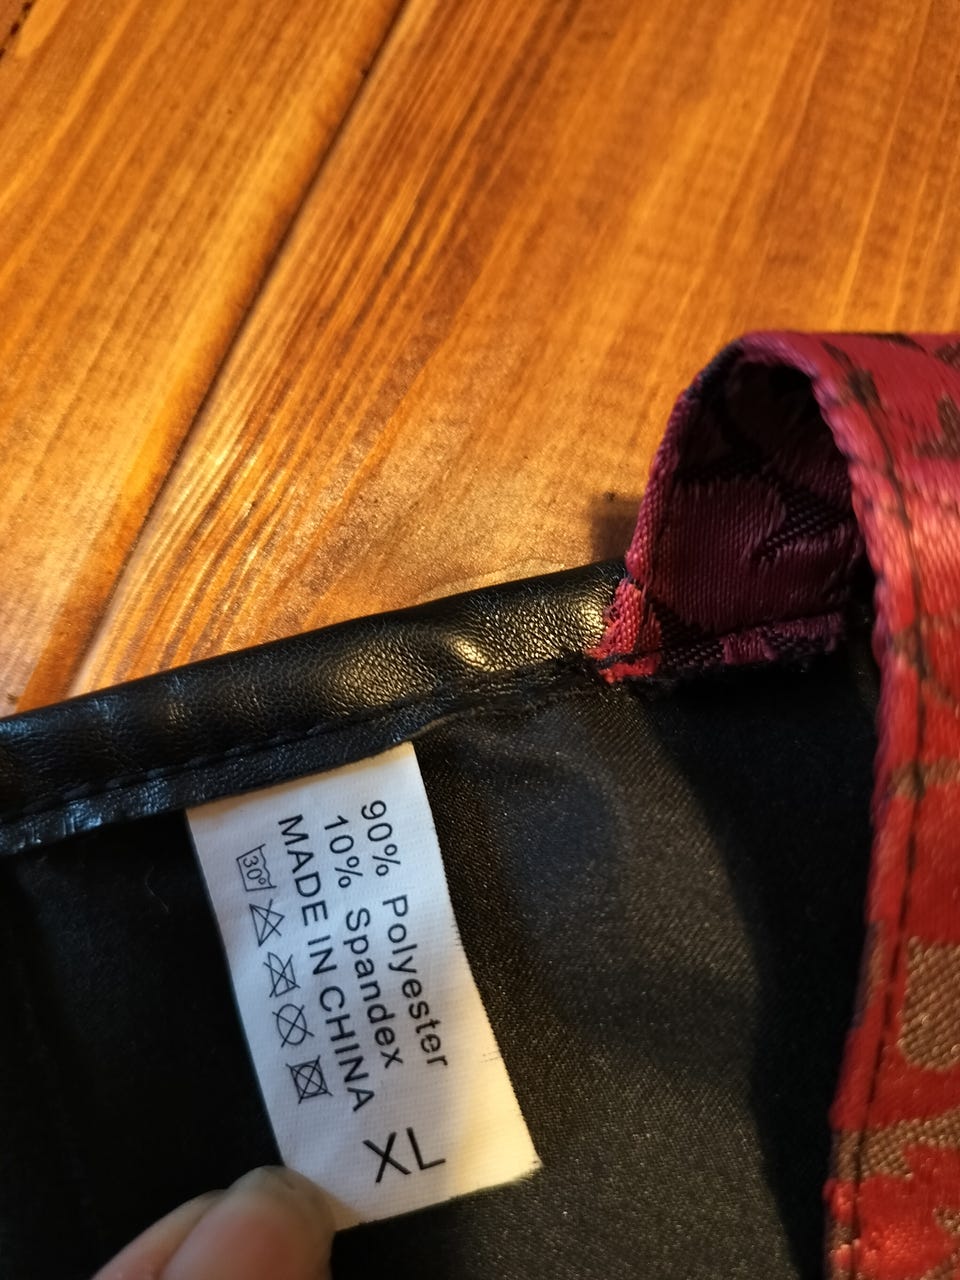 90% Polyester
10% Spandex
MADE IN CHINA
30°
XL